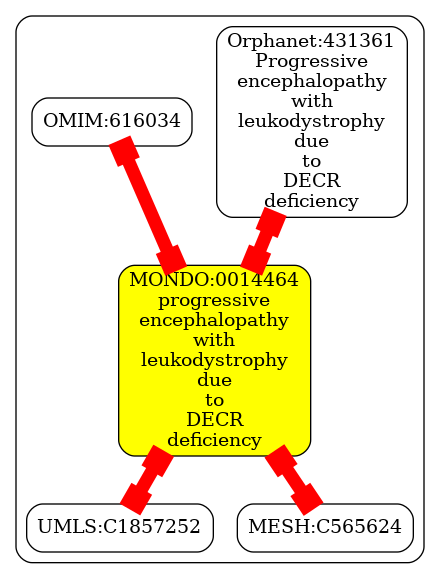 OMIM:616034
Orphanet:431361
Progressive
encephalopathy
with
leukodystrophy
due
to
DECR
deficiency
MONDO:0014464
progressive
encephalopathy
with
leukodystrophy
due
to
DECR
deficiency
UMLS:C1857252
MESH:C565624